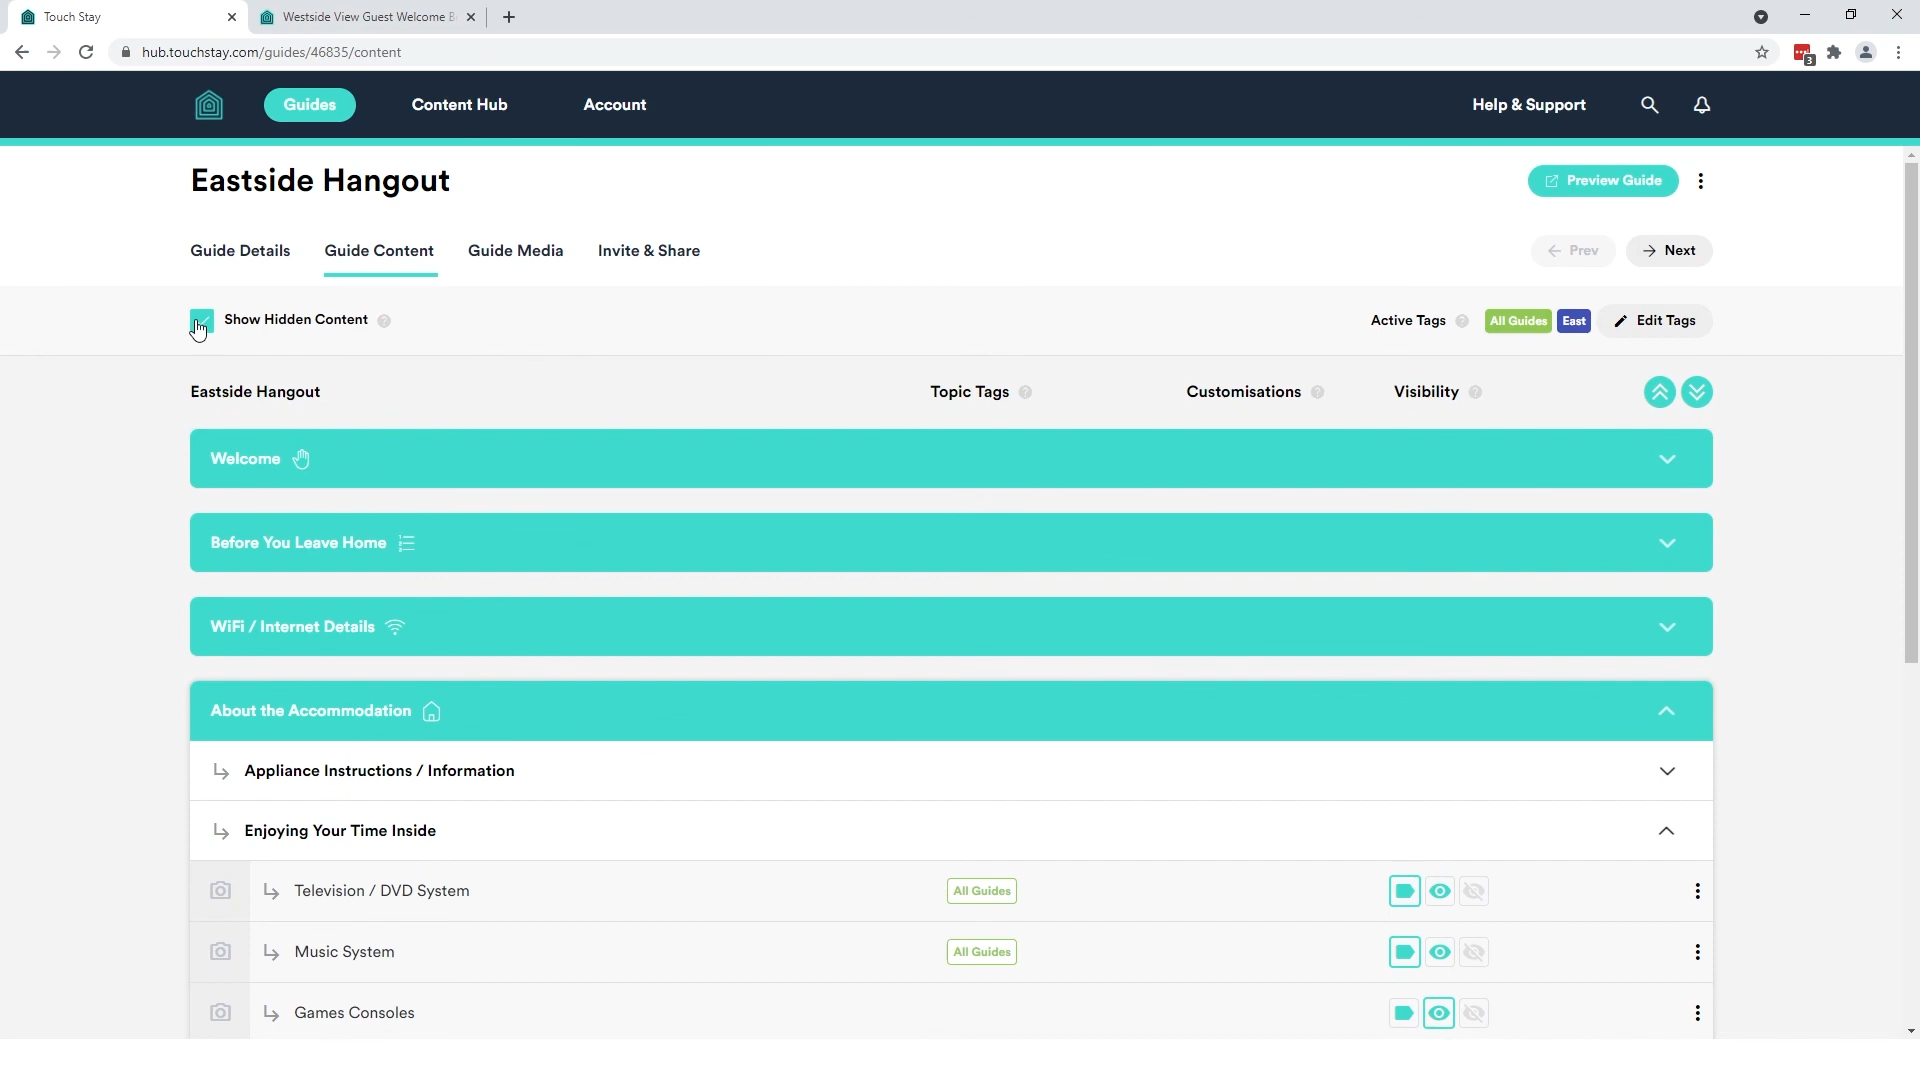 Touch Stay
Westside View Guest Welcome B
hub.touchstay.com/guides/46835/content
3
Guides
Content Hub
Account
Help & Support
Eastside Hangout
Preview Guide
Guide Details
Guide Content
Guide Media
Invite & Share
Prev
Next
Show Hidden Content ?
Active Tags ?
All Guides
East
Edit Tags
Eastside Hangout
Topic Tags ?
Customisations ?
Visibility ?
Welcome
Before You Leave Home
WiFi / Internet Details
About the Accommodation
Appliance Instructions / Information
Enjoying Your Time Inside
Television / DVD System
All Guides
Music System
All Guides
Games Consoles